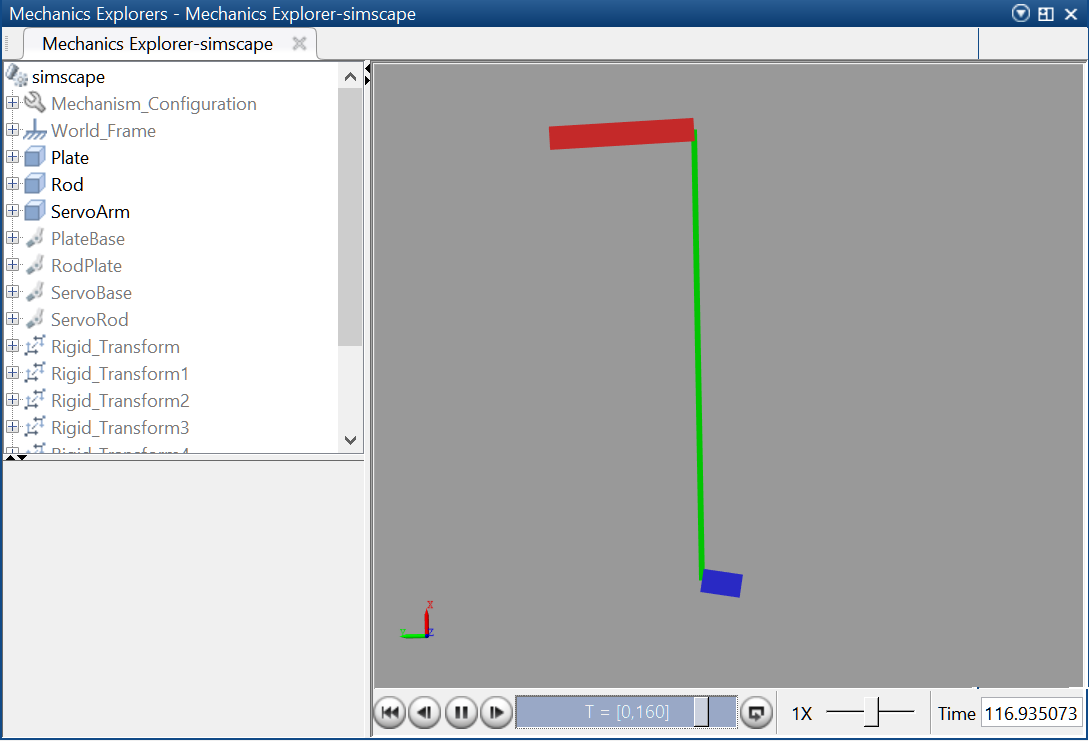 Mechanics Explorers - Mechanics Explorer-simscape
Mechanics Explorer-simscape
simscape
Mechanism_Configuration
World_Frame
Plate
Rod
ServoArm
PlateBase
RodPlate
ServoBase
ServoRod
Rigid_Transform
Rigid_Transform1
Rigid_Transform2
Rigid_Transform3
Rigid_Transform4
X
Z
T = [0,160]
1X
Time 116.935073